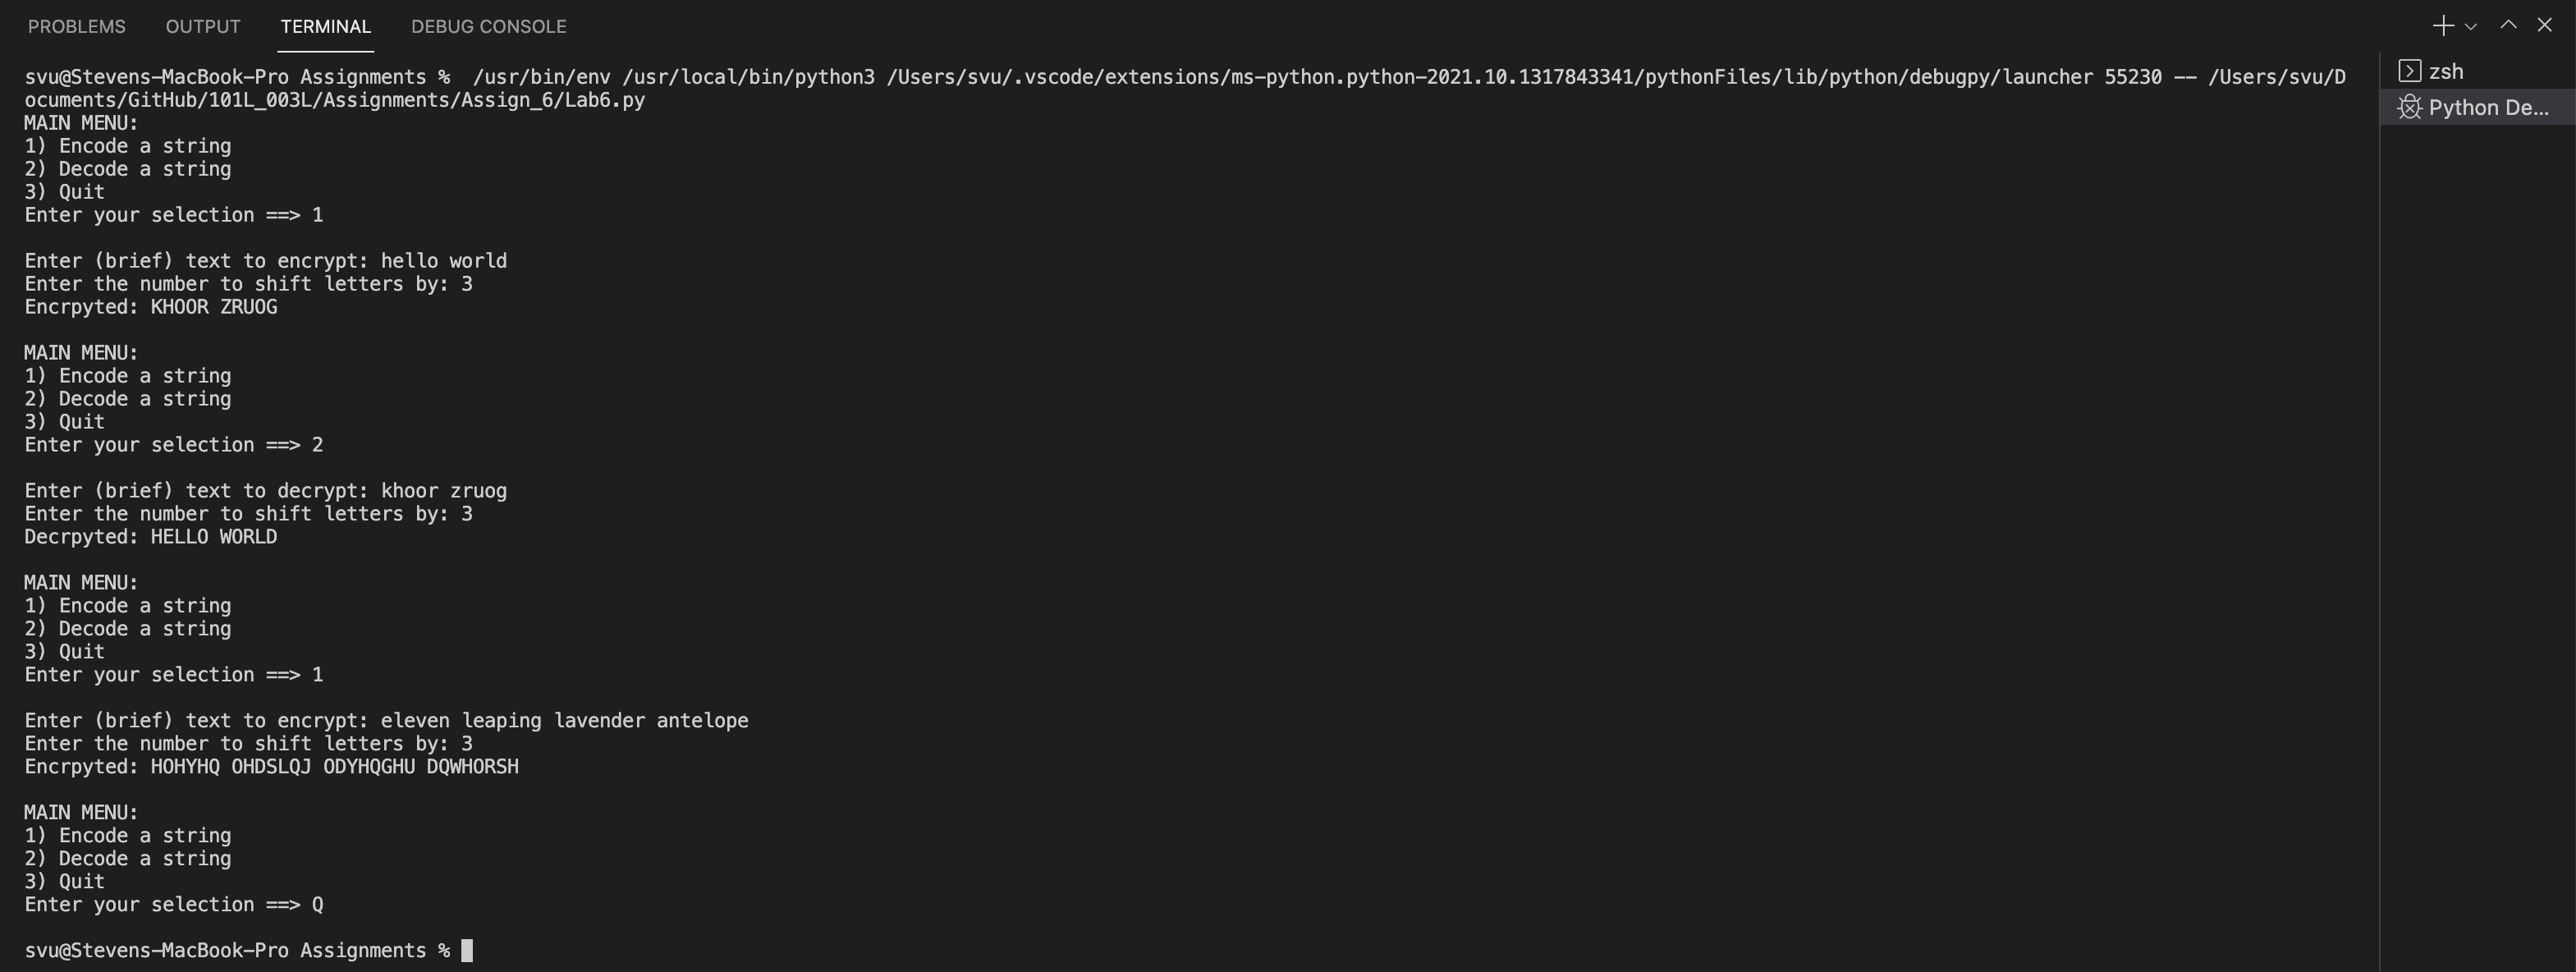 PROBLEMS OUTPUT TERMINAL DEBUG CONSOLE
svu@Stevens-MacBook-Pro Assignments %  /usr/bin/env /usr/local/bin/python3 /Users/svu/.vscode/extensions/ms-python.python-2021.10.1317843341/pythonFiles/lib/python/debugpy/launcher 55230 -- /Users/svu/D
ocuments/GitHub/101L_003L/Assignments/Assign_6/Lab6.py
MAIN MENU:
1) Encode a string
2) Decode a string
3) Quit
Enter your selection ==> 1
Enter (brief) text to encrypt: hello world
Enter the number to shift letters by: 3
Encrpyted: KHOOR ZRUOG
MAIN MENU:
1) Encode a string
2) Decode a string
3) Quit
Enter your selection ==> 2
Enter (brief) text to decrypt: khoor zruog
Enter the number to shift letters by: 3
Decrpyted: HELLO WORLD
MAIN MENU:
1) Encode a string
2) Decode a string
3) Quit
Enter your selection ==> 1
Enter (brief) text to encrypt: eleven leaping lavender antelope
Enter the number to shift letters by: 3
Encrpyted: HOHYHQ OHDSLQJ ODYHQGHU DQWHORSH
MAIN MENU:
1) Encode a string
2) Decode a string
3) Quit
Enter your selection ==> Q
svu@Stevens-MacBook-Pro Assignments %
zsh
Python De...